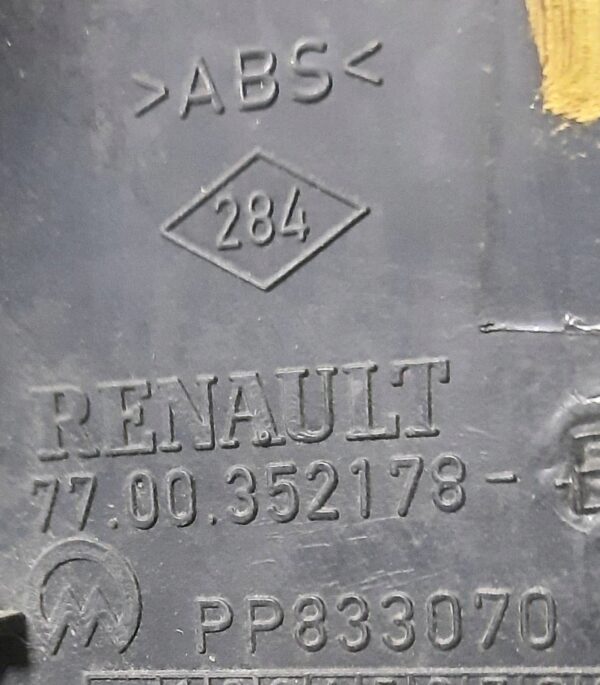 >ABS<
284
RENAULT
77.00.352178-
PP833070